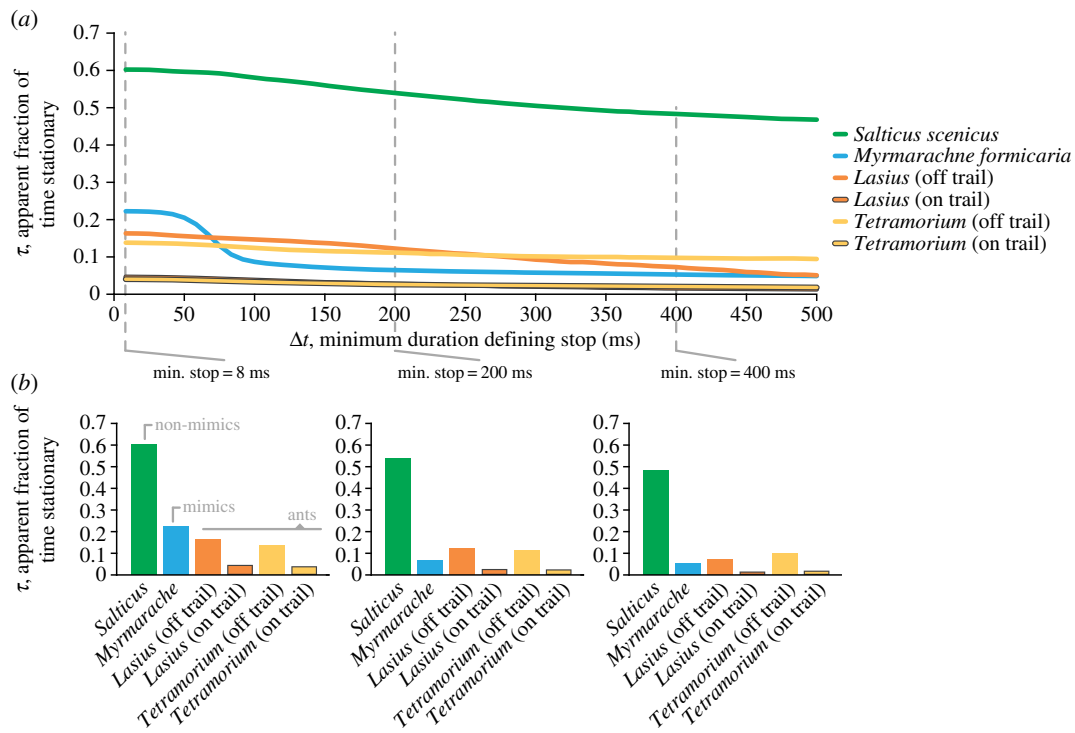 (a)
τ, apparent fraction of
time stationary
0.7
0.6
0.5
0.4
0.3
0.2
0.1
0
0 50 100 150 200 250 300 350 400 450 500
Δt, minimum duration defining stop (ms)
Salticus scenicus
Myrmarachne formicaria
Lasius (off trail)
Lasius (on trail)
Tetramorium (off trail)
Tetramorium (on trail)
min. stop = 8 ms
min. stop = 200 ms
min. stop = 400 ms
(b)
τ, apparent fraction of
time stationary
0.7
0.6
0.5
0.4
0.3
0.2
0.1
0
non-mimics
mimics
ants
Salticus
Myrmarache
Lasius (off trail)
Lasius (on trail)
Tetramorium (off trail)
Tetramorium (on trail)
0.7
0.6
0.5
0.4
0.3
0.2
0.1
0
Salticus
Myrmarache
Lasius (off trail)
Lasius (on trail)
Tetramorium (off trail)
Tetramorium (on trail)
0.7
0.6
0.5
0.4
0.3
0.2
0.1
0
Salticus
Myrmarache
Lasius (off trail)
Lasius (on trail)
Tetramorium (off trail)
Tetramorium (on trail)